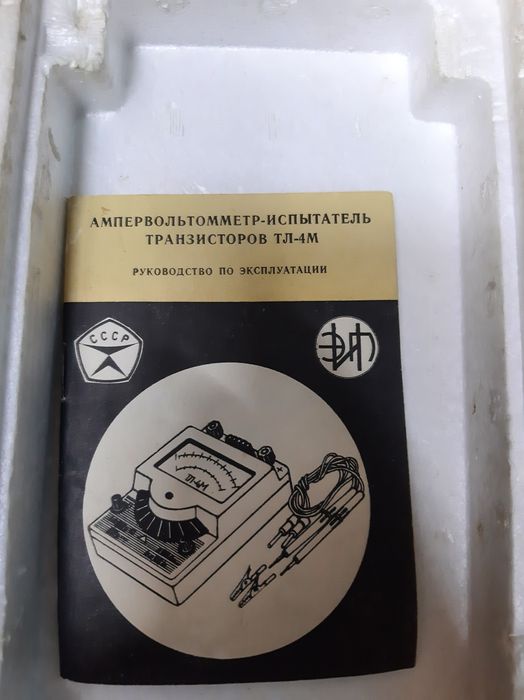 АМПЕРВОЛЬТОММЕТР-ИСПЫТАТЕЛЬ
ТРАНЗИСТОРОВ ТЛ-4М
РУКОВОДСТВО ПО ЭКСПЛУАТАЦИИ
СССР
ТЛ-4М